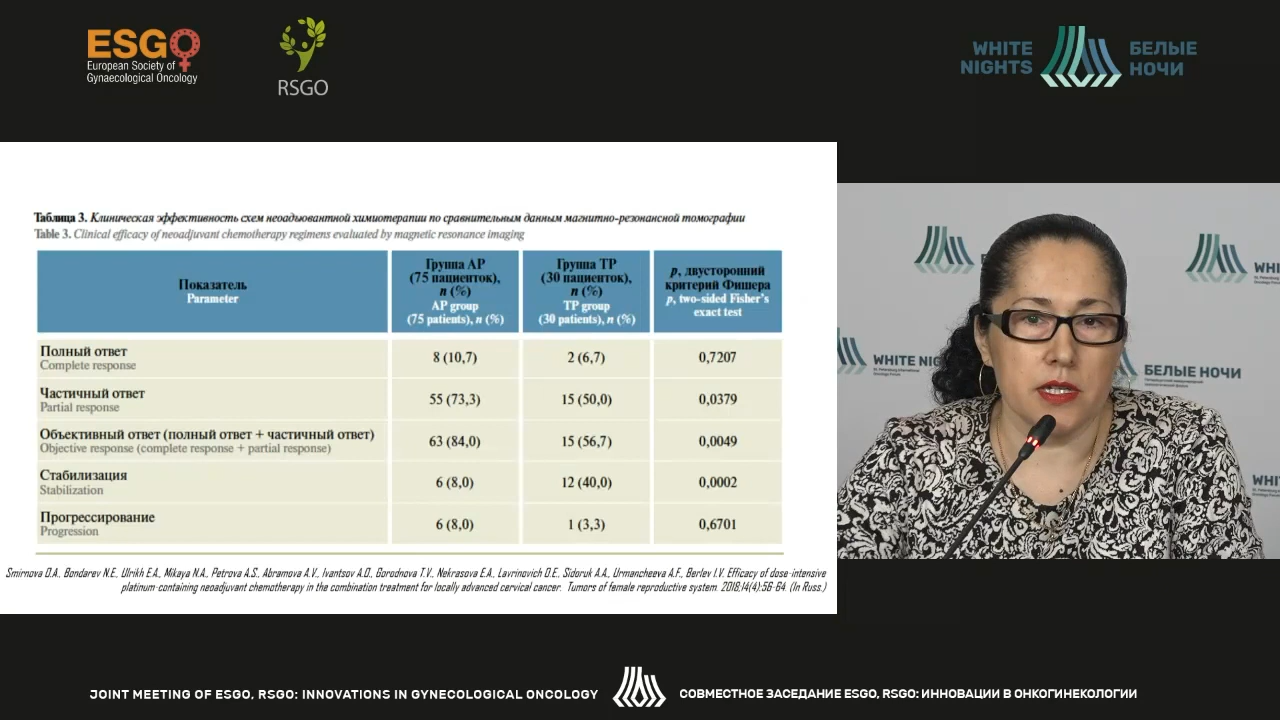 ESGO
European Society of
Gynaecological Oncology
RSGO
WHITE
NIGHTS
БЕЛЫЕ
НОЧИ
Таблица 3. Клиническая эффективность схем неоадъювантной химиотерапии по сравнительным данным магнитно-резонансной томографии
Table 3. Clinical efficacy of neoadjuvant chemotherapy regimens evaluated by magnetic resonance imaging
Показатель
Parameter
Группа АР
(75 пациенток),
n (%)
AP group
(75 patients), n (%)
Группа ТР
(30 пациенток),
n (%)
TP group
(30 patients), n (%)
p, двусторонний
критерий Фишера
p, two-sided Fisher's
exact test
Полный ответ
Complete response
8 (10,7)
2 (6,7)
0,7207
Частичный ответ
Partial response
55 (73,3)
15 (50,0)
0,0379
Объективный ответ (полный ответ + частичный ответ)
Objective response (complete response + partial response)
63 (84,0)
15 (56,7)
0,0049
Стабилизация
Stabilization
6 (8,0)
12 (40,0)
0,0002
Прогрессирование
Progression
6 (8,0)
1 (3,3)
0,6701
Smirnova O.A., Bondarev N.E., Ulrikh E.A., Mikaya N.A., Petrova A.S., Abramova A.V., Ivantsov A.O., Gorodnova T.V., Nekrasova E.A., Lavrinovich O.E., Sidoruk A.A., Urmancheeva A.F., Berlev I.V. Efficacy of dose-intensive
platinum-containing neoadjuvant chemotherapy in the combination treatment for locally advanced cervical cancer. Tumors of female reproductive system. 2018;14(4):56-64. (In Russ.)
WHITE NIG
БЕЛЫЕ НОЧИ
JOINT MEETING OF ESGO, RSGO: INNOVATIONS IN GYNECOLOGICAL ONCOLOGY
СОВМЕСТНОЕ ЗАСЕДАНИЕ ESGO, RSGO: ИННОВАЦИИ В ОНКОГИНЕКОЛОГИИ